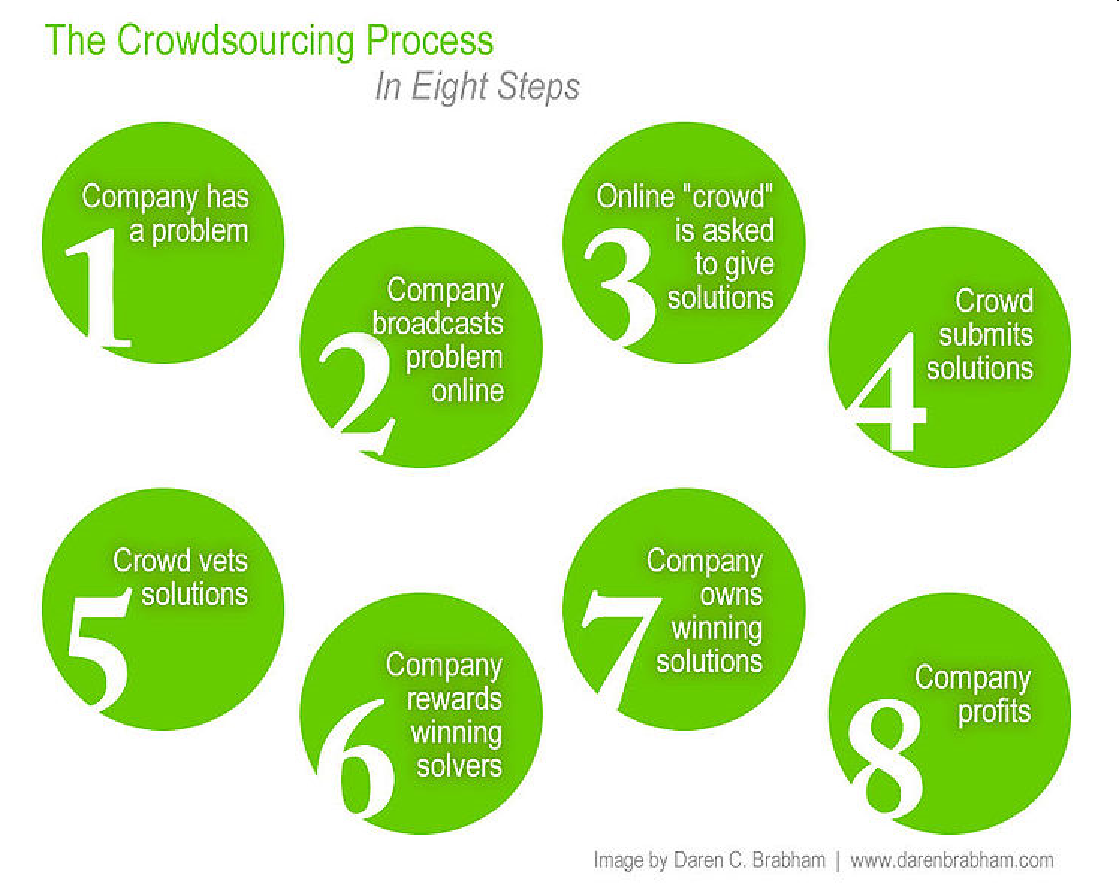 The Crowdsourcing Process
In Eight Steps
1
Company has
a problem
2
Company
broadcasts
problem
online
3
Online "crowd"
is asked
to give
solutions
4
Crowd
submits
solutions
5
Crowd vets
solutions
6
Company
rewards
winning
solvers
7
Company
owns
winning
solutions
8
Company
profits
Image by Daren C. Brabham | www.darenbrabham.com